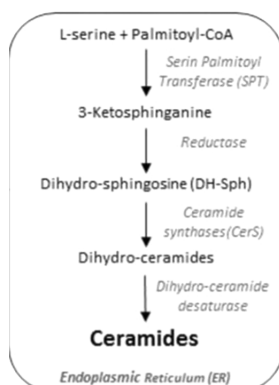 L-serine + Palmitoyl-CoA
Serin Palmitoyl
Transferase (SPT)
3-Ketosphinganine
Reductase
Dihydro-sphingosine (DH-Sph)
Ceramide
synthases (CerS)
Dihydro-ceramides
Dihydro-ceramide
desaturase
Ceramides
Endoplasmic Reticulum (ER)